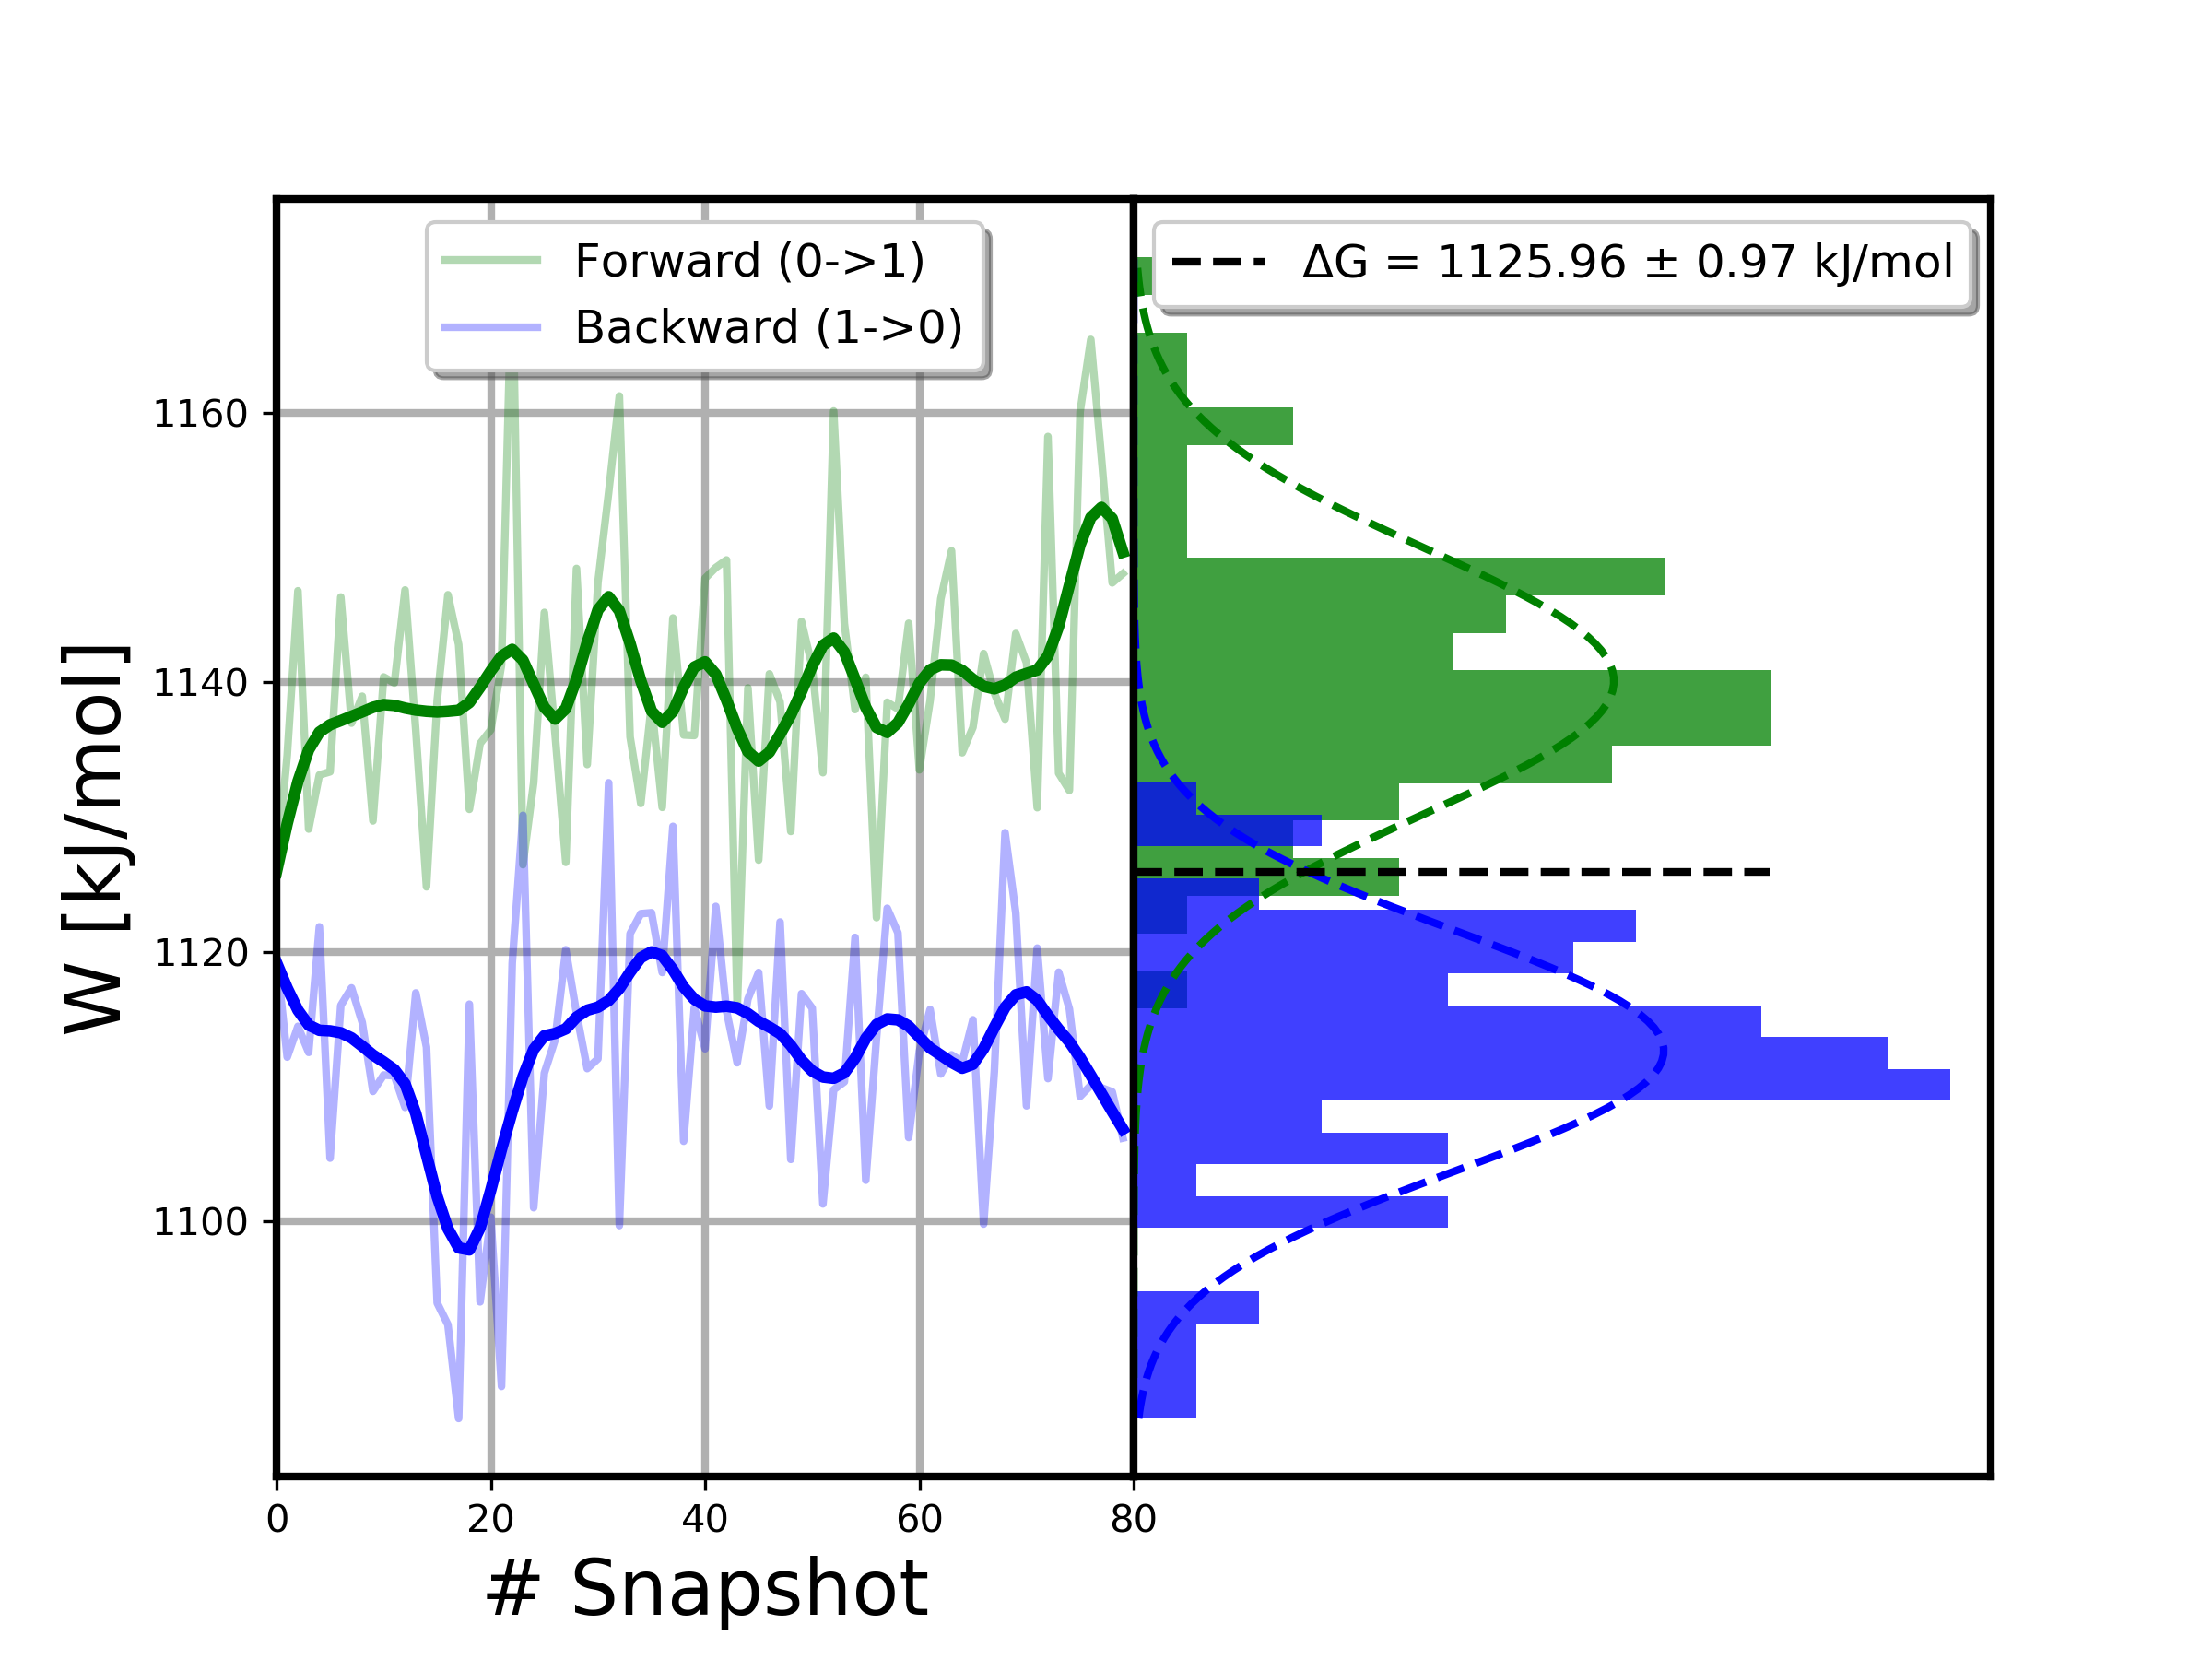 Forward (0->1)
Backward (1->0)
ΔG = 1125.96 ± 0.97 kJ/mol
W [kJ/mol]
1160
1140
1120
1100
0 20 40 60 80
# Snapshot